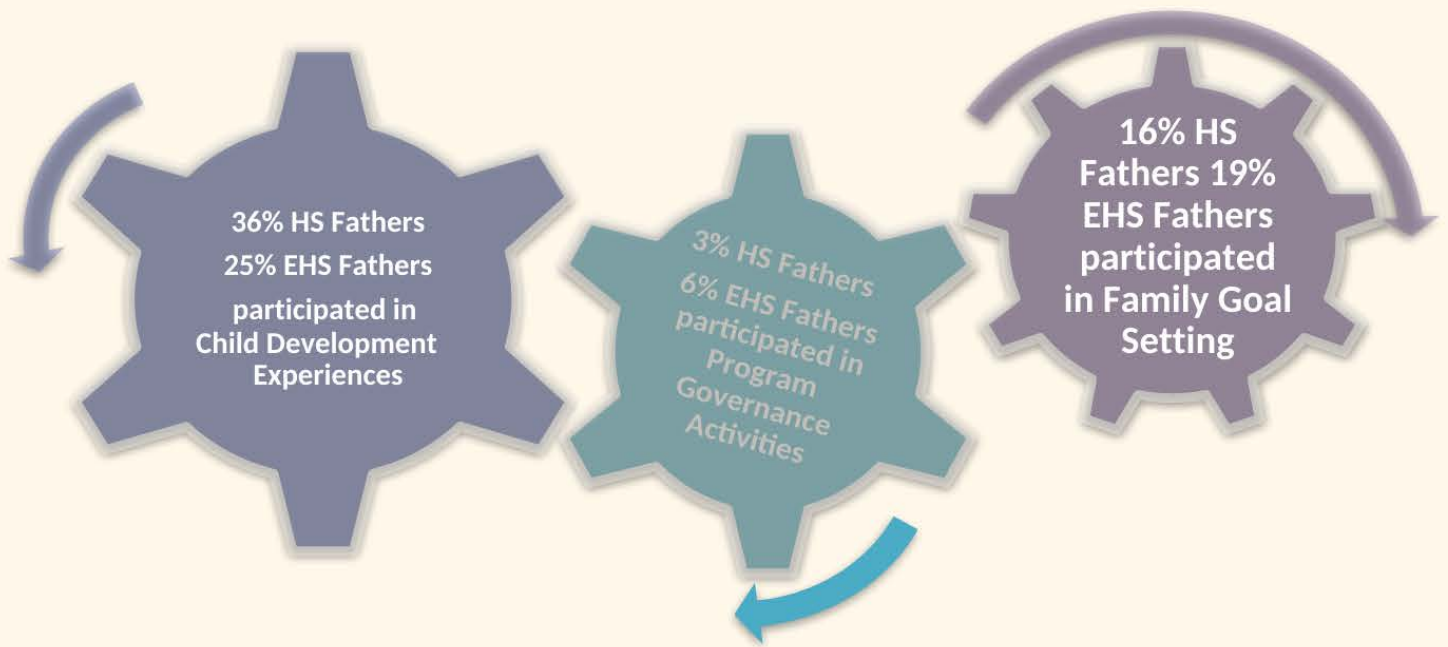 36% HS Fathers
25% EHS Fathers
participated in
Child Development
Experiences
3% HS Fathers
6% EHS Fathers
participated in
Program
Governance
Activities
16% HS
Fathers 19%
EHS Fathers
participated
in Family Goal
Setting